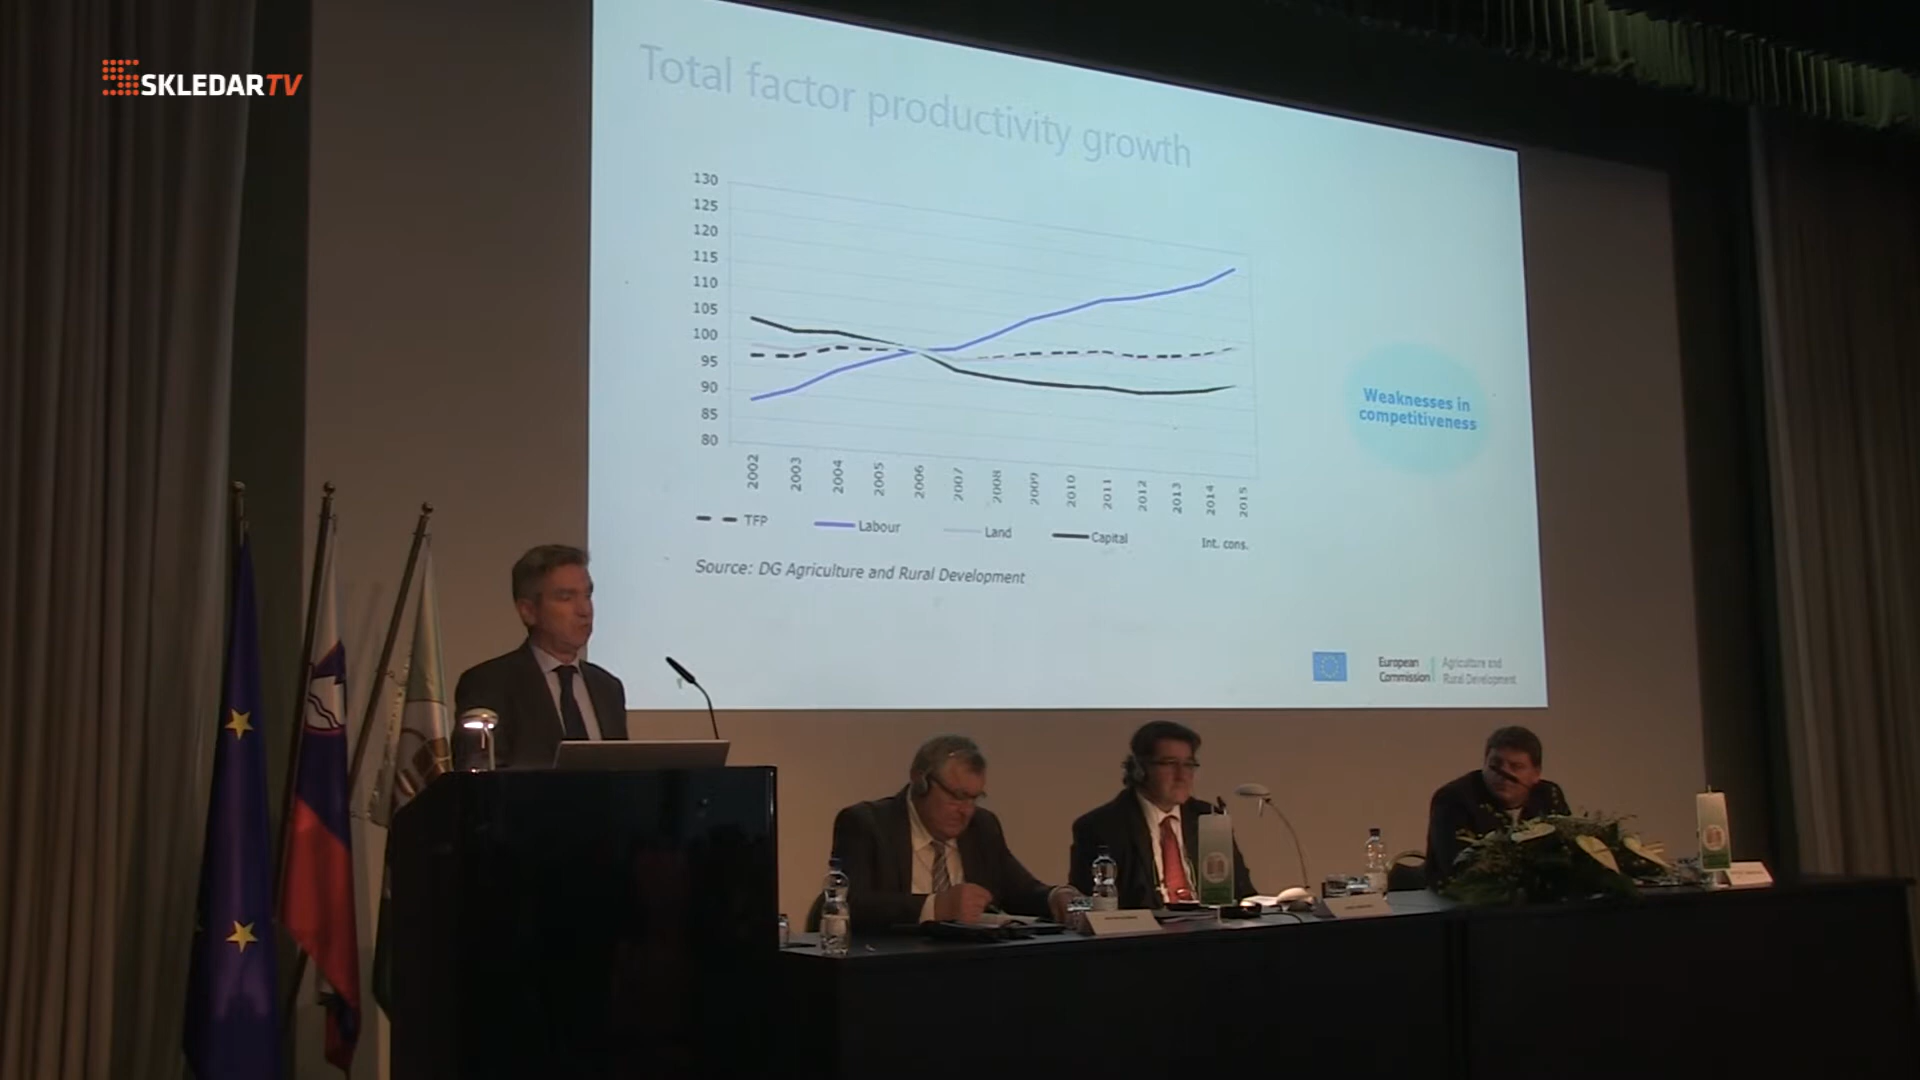 SKLEDARTV
Total factor productivity growth
130
125
120
115
110
105
100
95
90
85
80
2002
2003
2004
2005
2006
2007
2008
2009
2010
2011
2012
2013
2014
2015
TFP
Labour
Land
Capital
Int. cons.
Source: DG Agriculture and Rural Development
Weaknesses in
competitiveness
European
Commission
Agriculture and
Rural Development